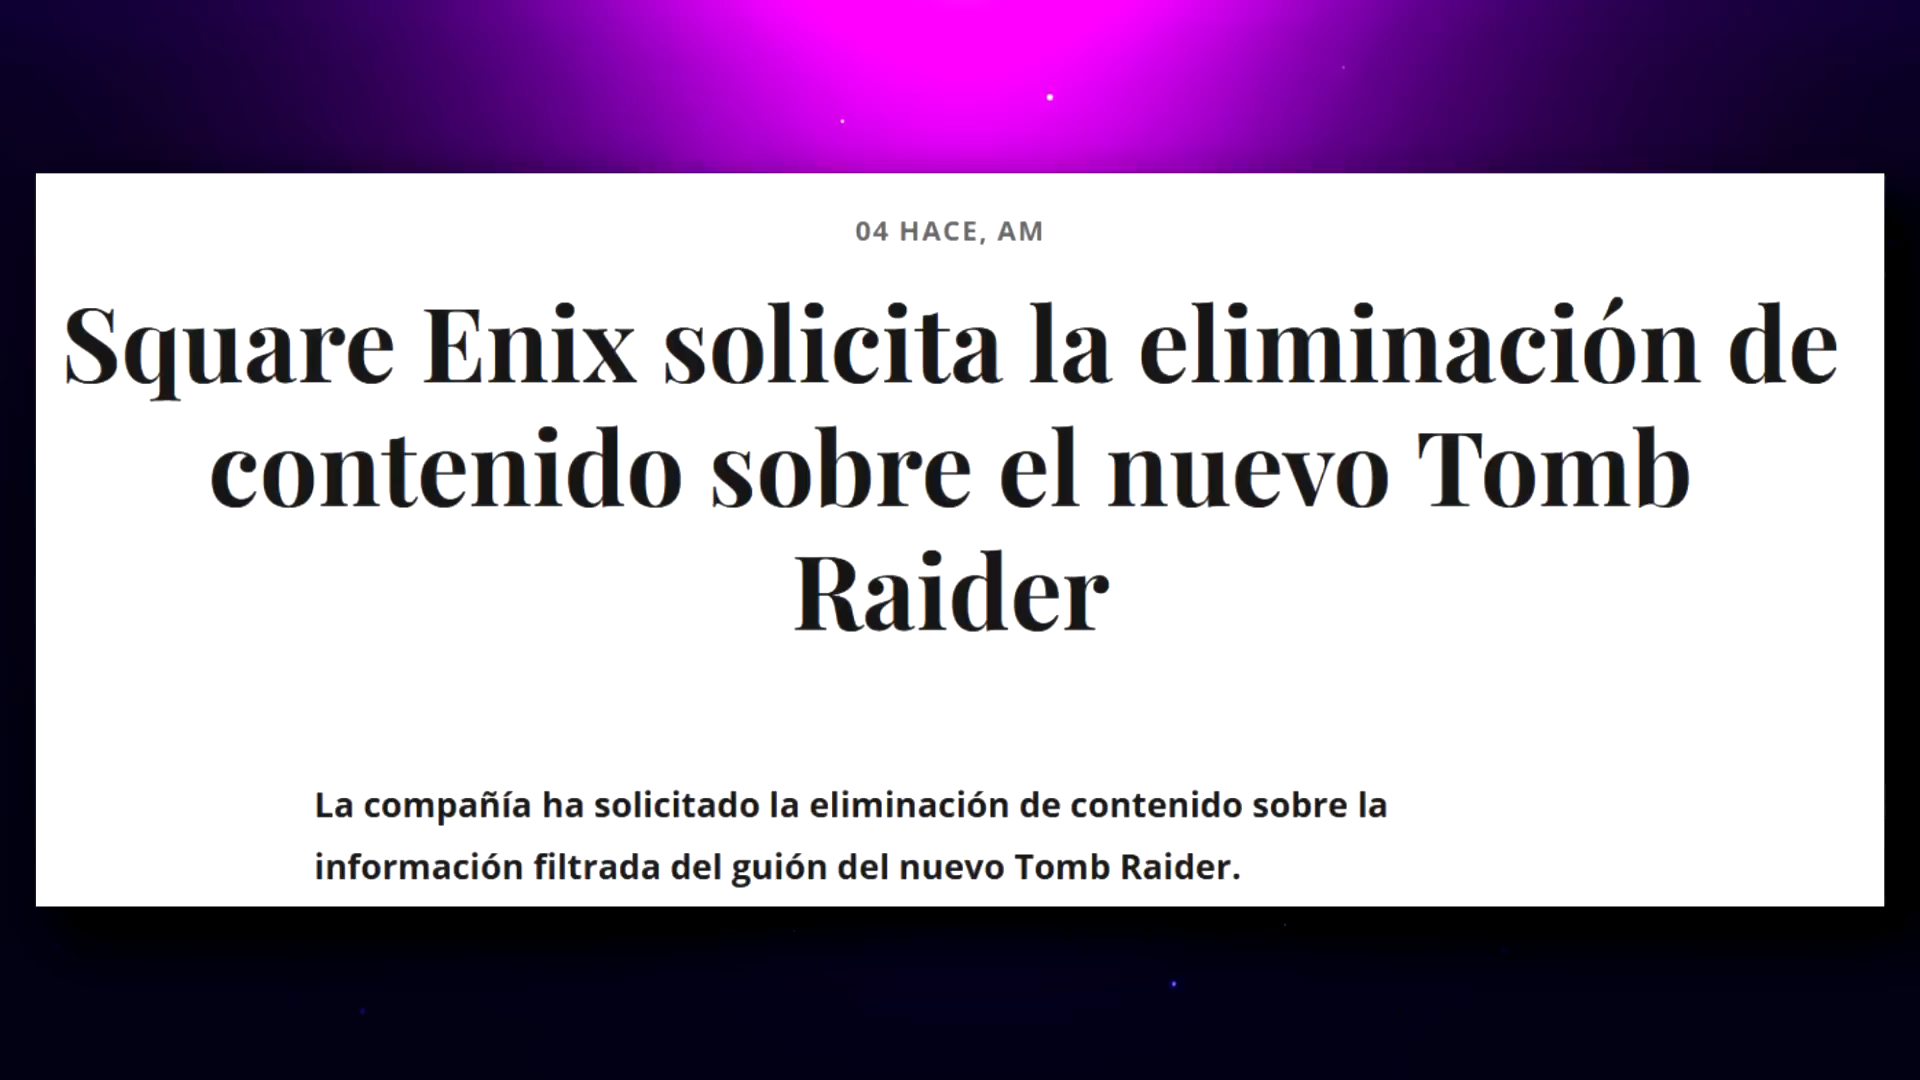 04 HACE, AM
Square Enix solicita la eliminación de
contenido sobre el nuevo Tomb
Raider
La compañía ha solicitado la eliminación de contenido sobre la
información filtrada del guión del nuevo Tomb Raider.